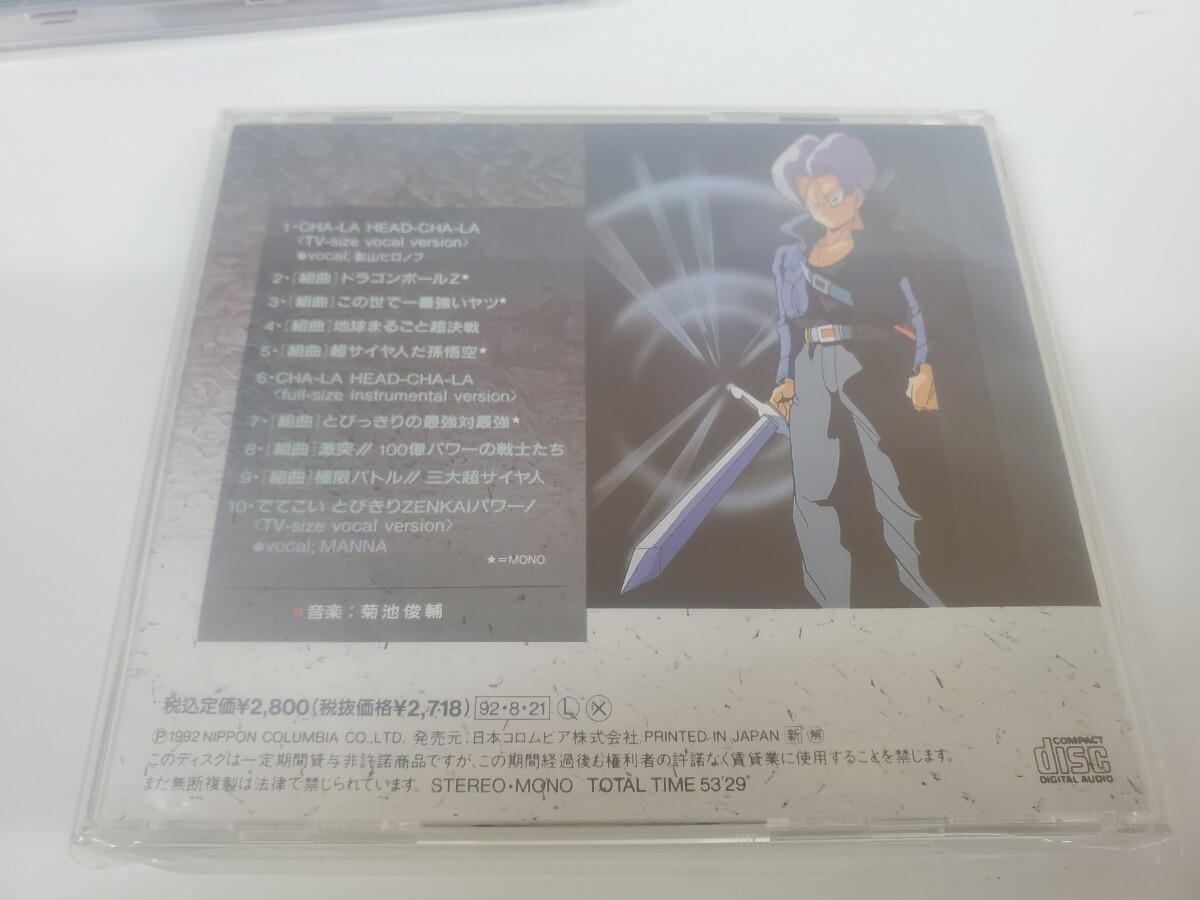 1・CHA-LA HEAD-CHA-LA
〈TV-size vocal version〉
●vocal; 影山ヒロノブ
2・[組曲] ドラゴンボールZ★
3・[組曲] この世で一番強いヤツ★
4・[組曲] 地球まるごと超決戦
5・[組曲] 超サイヤ人だ孫悟空★
6・CHA-LA HEAD-CHA-LA
〈full-size instrumental version〉
7・[組曲] とびっきりの最強対最強★
8・[組曲] 激突!! 100億パワーの戦士たち
9・[組曲] 極限バトル!! 三大超サイヤ人
10・でてこい とびきりZENKAIパワー!
〈TV-size vocal version〉
●vocal; MANNA
★=MONO
■音楽：菊池俊輔
税込定価¥2,800(税抜価格¥2,718) 92・8・21 Ⓛ Ⓧ
Ⓟ1992 NIPPON COLUMBIA CO.,LTD. 発売元：日本コロムビア株式会社 PRINTED IN JAPAN 新 解
このディスクは一定期間貸与非許諾商品ですが、この期間経過後も権利者の許諾なく賃貸業に使用することを禁じます。
また無断複製は法律で禁じられています。 STEREO・MONO TOTAL TIME 53'29"
COMPACT
disc
DIGITAL AUDIO